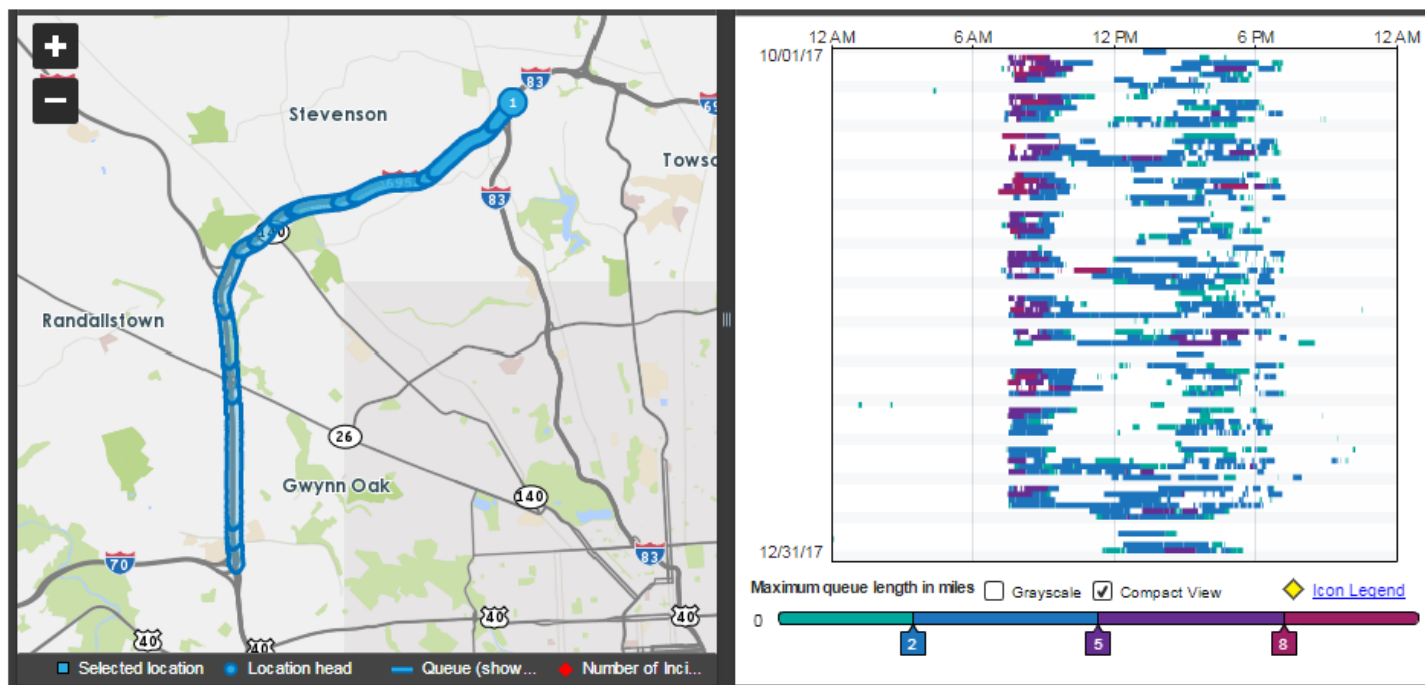 +
−
83
1
Stevenson
695
Towso
83
140
Randallstown
26
Gwynn Oak
140
70
83
40
40
40
40
Selected location
Location head
Queue (show...
Number of Inci...
12 AM 6 AM 12 PM 6 PM 12 AM
10/01/17
12/31/17
Maximum queue length in miles Grayscale Compact View Icon Legend
0
2 5 8